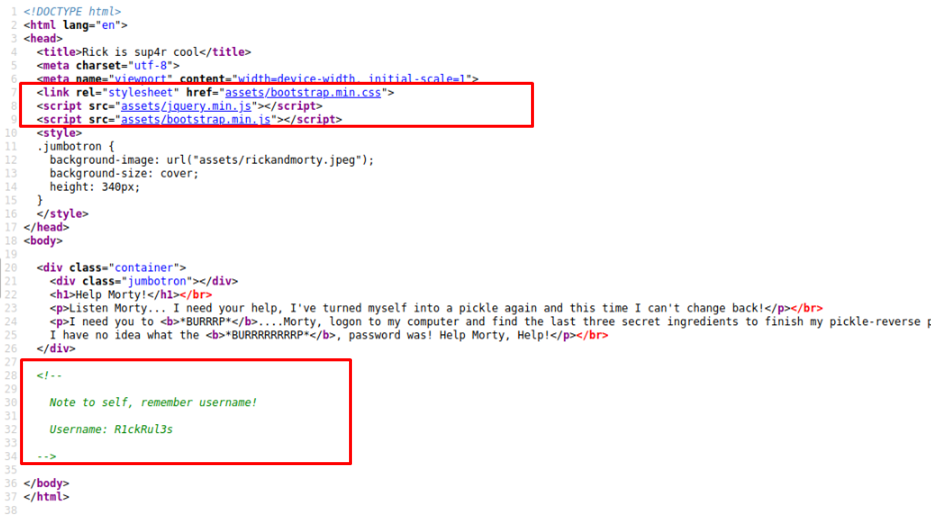 1 <!DOCTYPE html>
2 <html lang="en">
3 <head>
4 <title>Rick is sup4r cool</title>
5 <meta charset="utf-8">
6 <meta name="viewport" content="width=device-width, initial-scale=1">
7 <link rel="stylesheet" href="assets/bootstrap.min.css">
8 <script src="assets/jquery.min.js"></script>
9 <script src="assets/bootstrap.min.js"></script>
10 <style>
11 .jumbotron {
12 background-image: url("assets/rickandmorty.jpeg");
13 background-size: cover;
14 height: 340px;
15 }
16 </style>
17 </head>
18 <body>
19
20 <div class="container">
21 <div class="jumbotron"></div>
22 <h1>Help Morty!</h1></br>
23 <p>Listen Morty... I need your help, I've turned myself into a pickle again and this time I can't change back!</p></br>
24 <p>I need you to <b>*BURRRP*</b>....Morty, logon to my computer and find the last three secret ingredients to finish my pickle-reverse p
25 I have no idea what the <b>*BURRRRRRRRP*</b>, password was! Help Morty, Help!</p></br>
26 </div>
27
28 <!--
29
30 Note to self, remember username!
31
32 Username: R1ckRul3s
33
34 -->
35
36 </body>
37 </html>
38